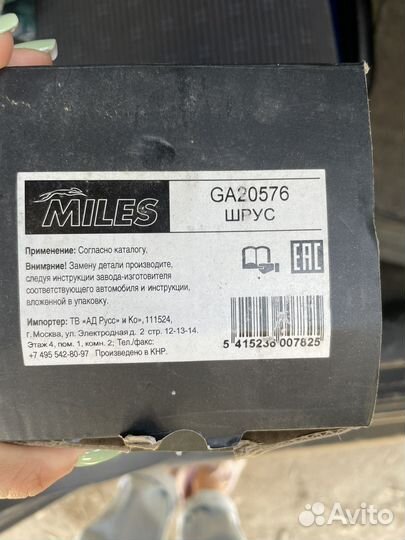 MILES
GA20576
ШРУС
Применение: Согласно каталогу.
Внимание! Замену детали производите,
следуя инструкции завода-изготовителя
соответствующего автомобиля и инструкции,
вложенной в упаковку.
EAC
Импортер: ТВ «АД Русс» и Ко», 111524,
г. Москва, ул. Электродная д. 2 стр. 12-13-14.
Этаж 4, пом. 1, комн. 2; Тел./факс:
+7 495 542-80-97 Произведено в КНР.
5 415236 007825
Avito